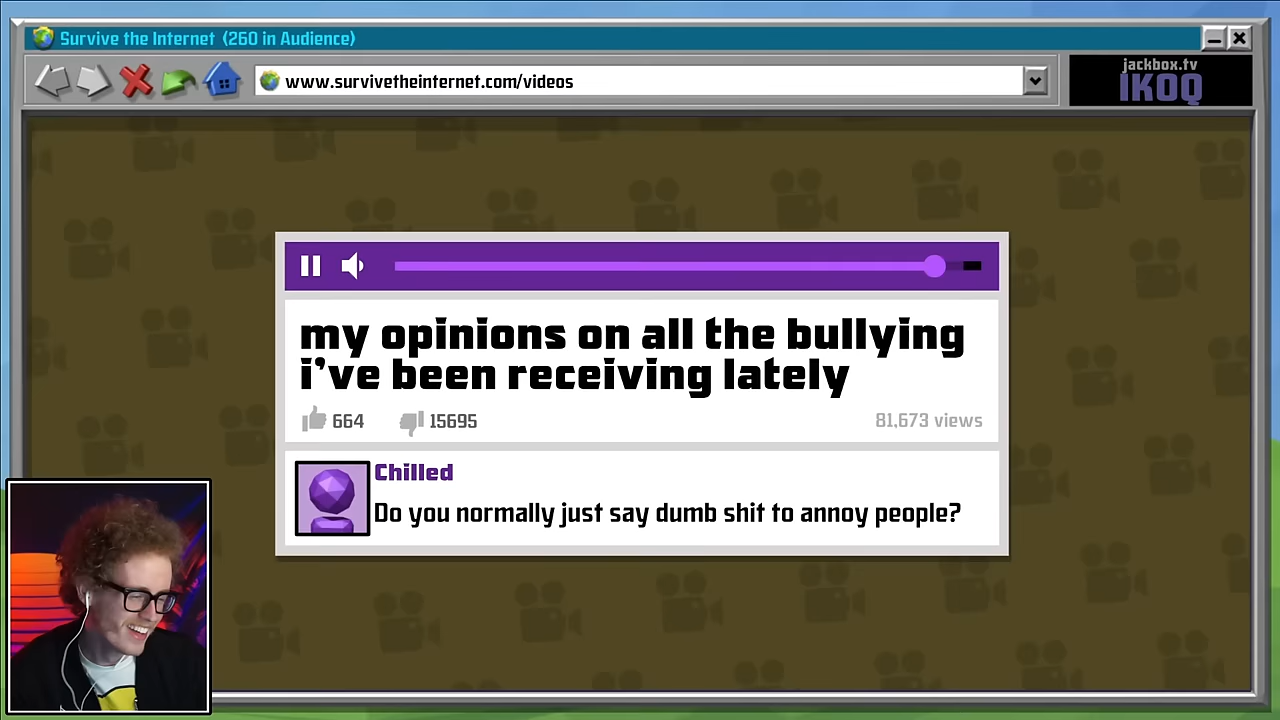 Survive the Internet (260 in Audience)
www.survivetheinternet.com/videos
jackbox.tv
IKOQ
my opinions on all the bullying
i've been receiving lately
664 15695 81,673 views
Chilled
Do you normally just say dumb shit to annoy people?